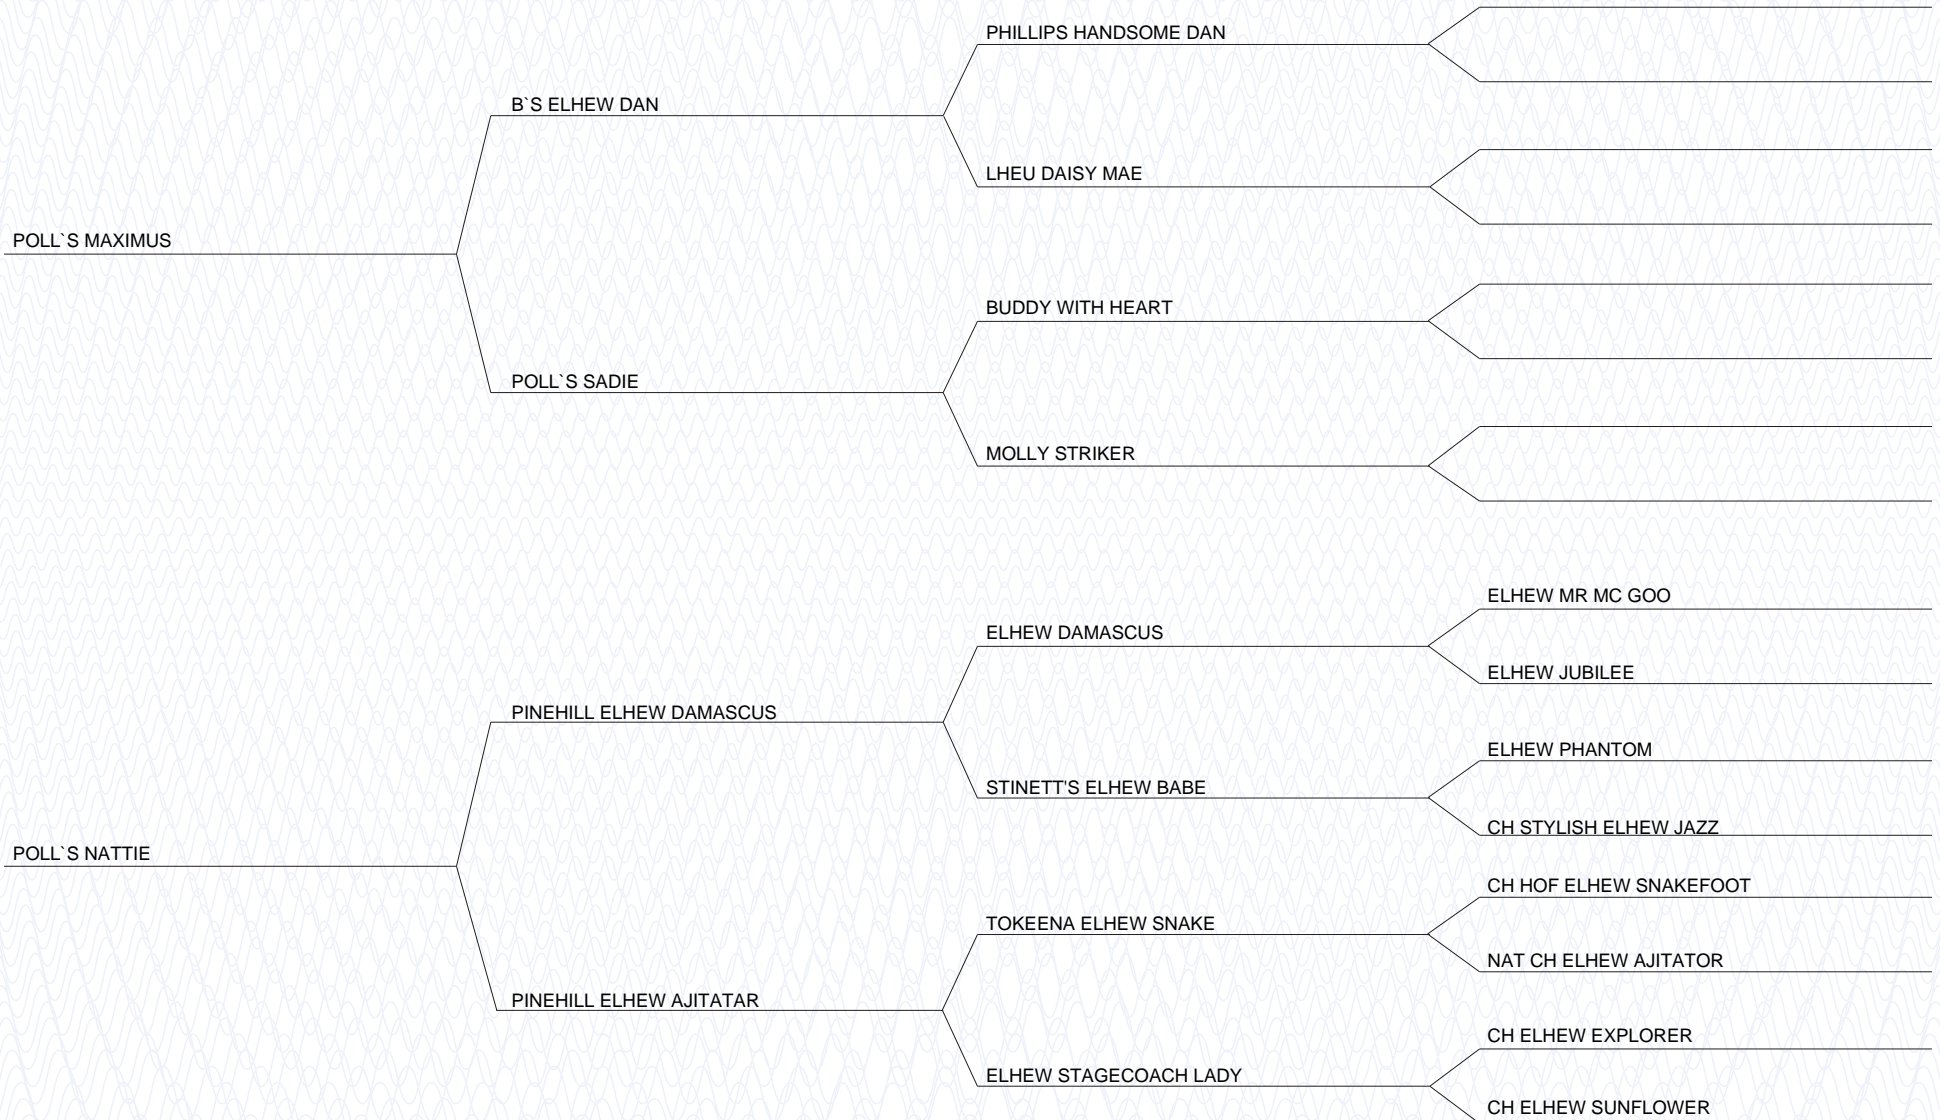 PHILLIPS HANDSOME DAN
B`S ELHEW DAN
LHEU DAISY MAE
POLL`S MAXIMUS
BUDDY WITH HEART
POLL`S SADIE
MOLLY STRIKER
ELHEW MR MC GOO
ELHEW DAMASCUS
ELHEW JUBILEE
PINEHILL ELHEW DAMASCUS
ELHEW PHANTOM
STINETT'S ELHEW BABE
CH STYLISH ELHEW JAZZ
POLL`S NATTIE
CH HOF ELHEW SNAKEFOOT
TOKEENA ELHEW SNAKE
NAT CH ELHEW AJITATOR
PINEHILL ELHEW AJITATAR
CH ELHEW EXPLORER
ELHEW STAGECOACH LADY
CH ELHEW SUNFLOWER